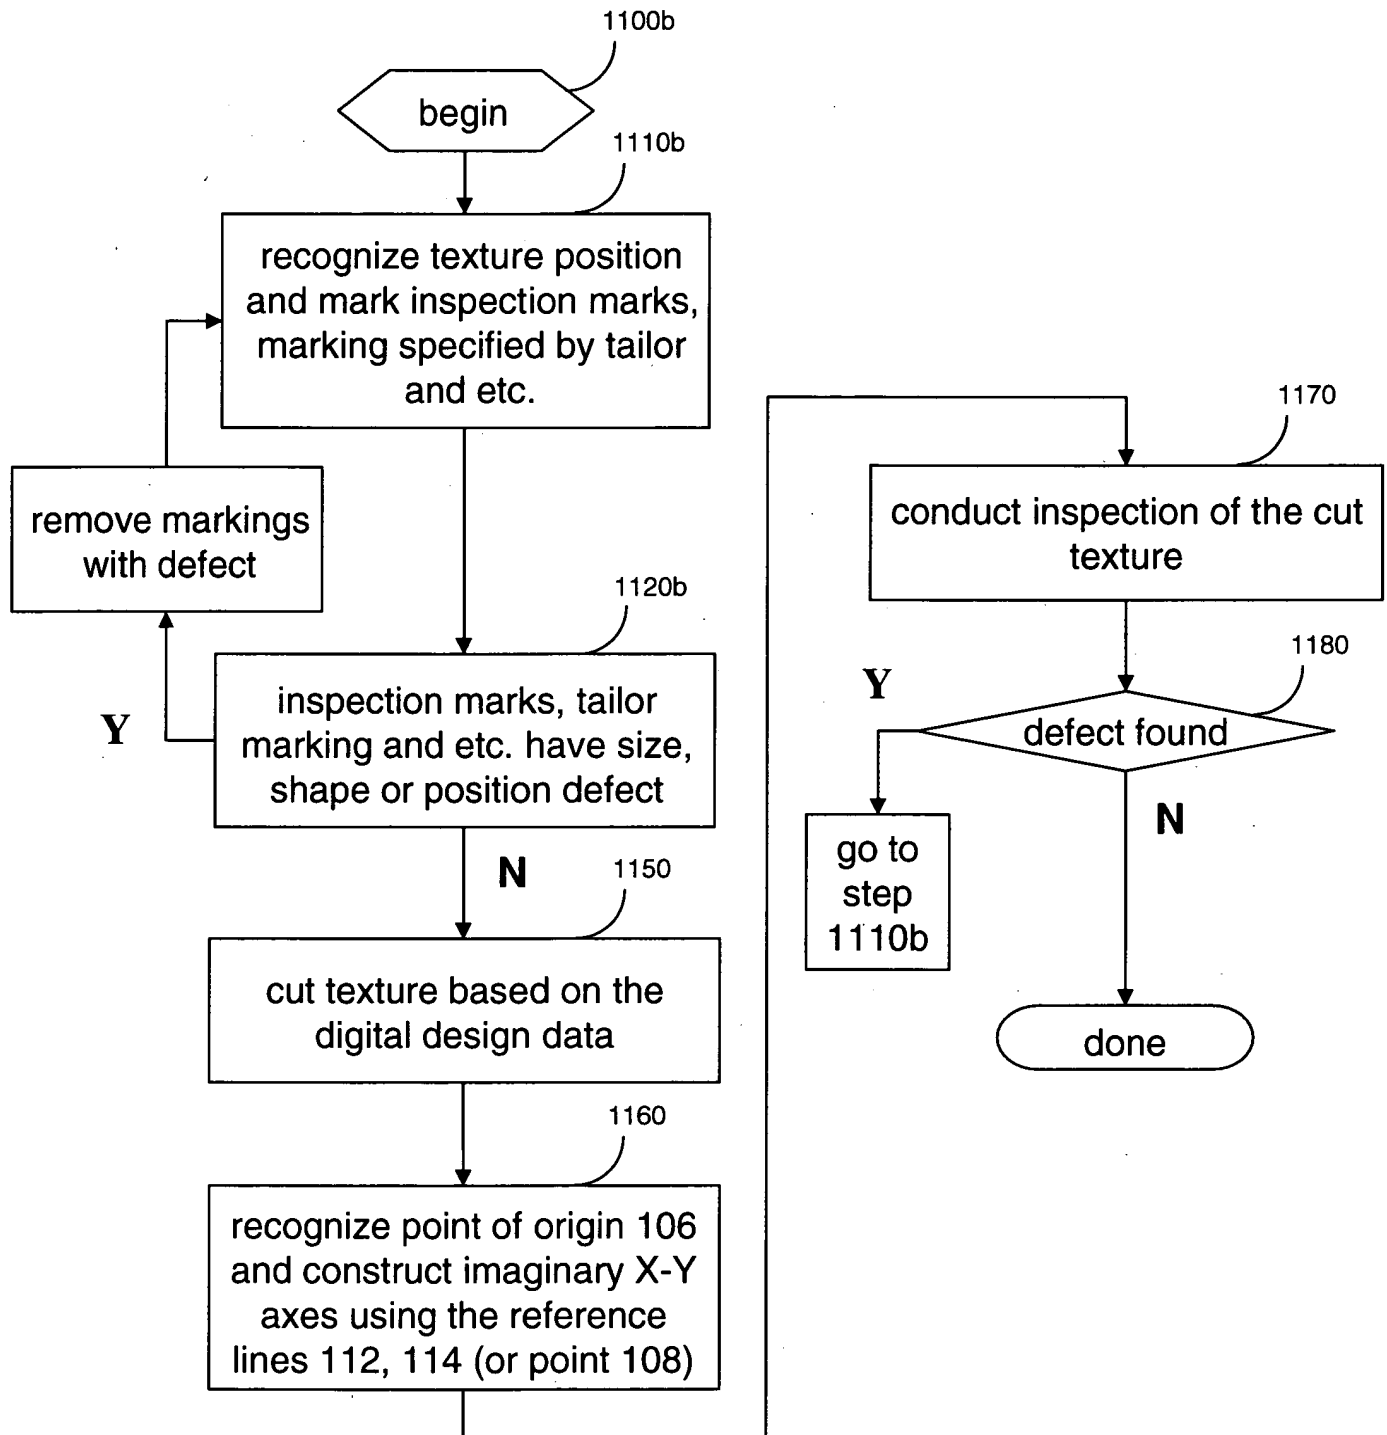 1100b
begin
1110b
recognize texture position
and mark inspection marks,
marking specified by tailor
and etc.
remove markings
with defect
1120b
Y
inspection marks, tailor
marking and etc. have size,
shape or position defect
N
1150
cut texture based on the
digital design data
1160
recognize point of origin 106
and construct imaginary X-Y
axes using the reference
lines 112, 114 (or point 108)
1170
conduct inspection of the cut
texture
1180
Y
defect found
go to
step
1110b
N
done